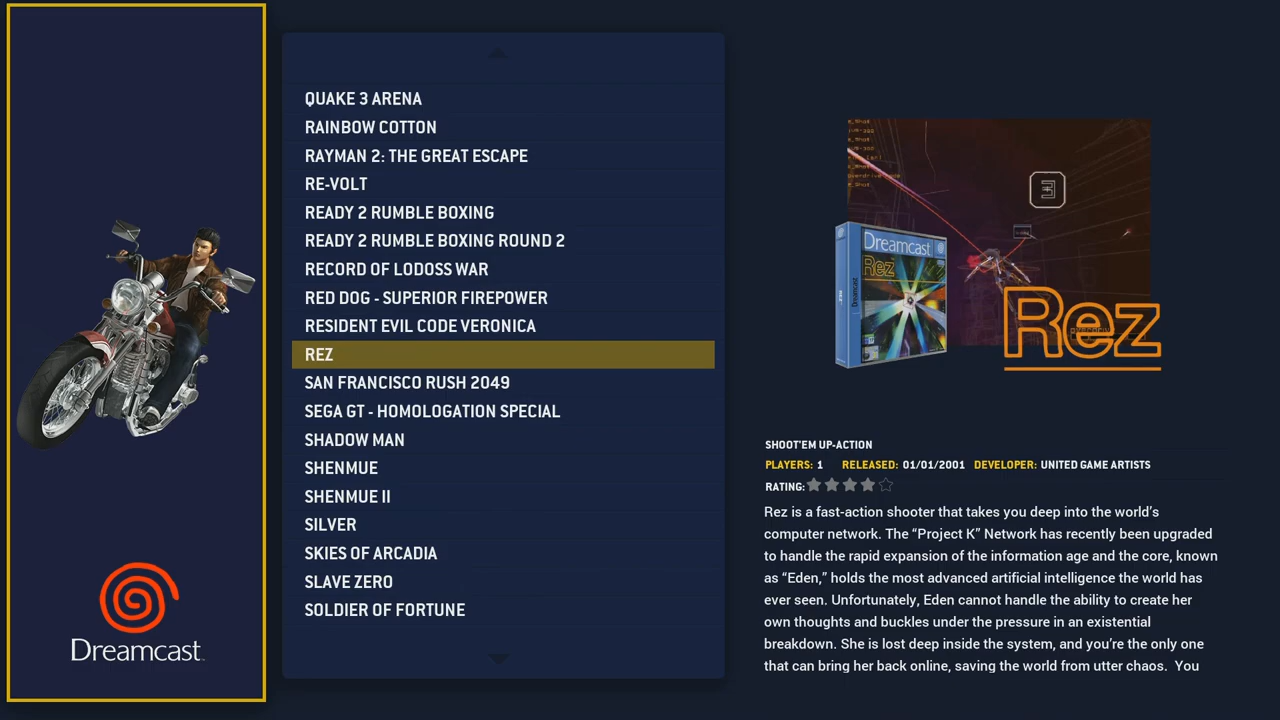 QUAKE 3 ARENA
RAINBOW COTTON
RAYMAN 2: THE GREAT ESCAPE
RE-VOLT
READY 2 RUMBLE BOXING
READY 2 RUMBLE BOXING ROUND 2
RECORD OF LODOSS WAR
RED DOG - SUPERIOR FIREPOWER
RESIDENT EVIL CODE VERONICA
REZ
SAN FRANCISCO RUSH 2049
SEGA GT - HOMOLOGATION SPECIAL
SHADOW MAN
SHENMUE
SHENMUE II
SILVER
SKIES OF ARCADIA
SLAVE ZERO
SOLDIER OF FORTUNE
Dreamcast
3
Dreamcast
Rez
Rez
SHOOT'EM UP-ACTION
PLAYERS: 1 RELEASED: 01/01/2001 DEVELOPER: UNITED GAME ARTISTS
RATING:
Rez is a fast-action shooter that takes you deep into the world’s
computer network. The “Project K” Network has recently been upgraded
to handle the rapid expansion of the information age and the core, known
as “Eden,” holds the most advanced artificial intelligence the world has
ever seen. Unfortunately, Eden cannot handle the ability to create her
own thoughts and buckles under the pressure in an existential
breakdown. She is lost deep inside the system, and you’re the only one
that can bring her back online, saving the world from utter chaos. You